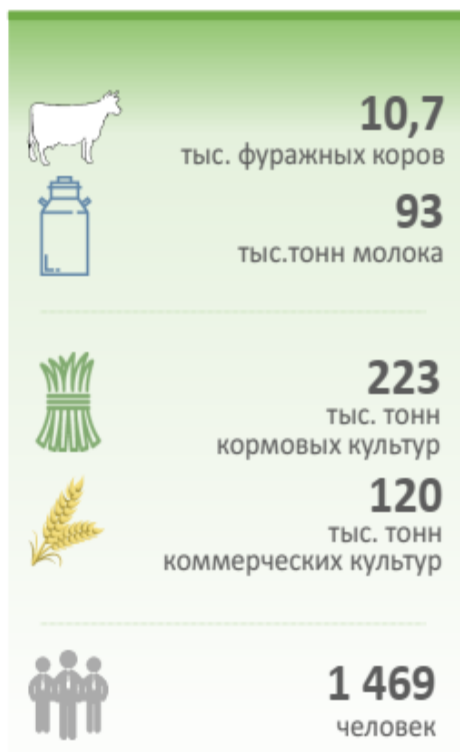 10,7
тыс. фуражных коров
93
тыс.тонн молока
223
тыс. тонн
кормовых культур
120
тыс. тонн
коммерческих культур
1 469
человек